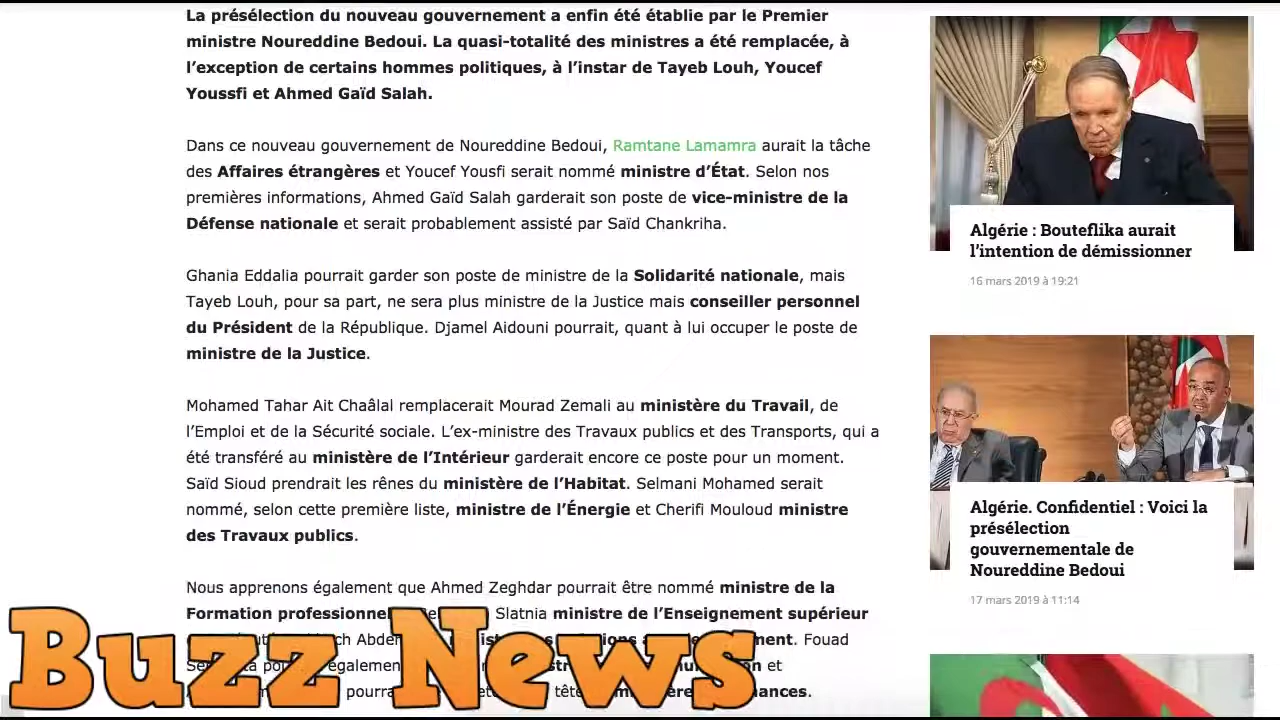 La présélection du nouveau gouvernement a enfin été établie par le Premier
ministre Noureddine Bedoui. La quasi-totalité des ministres a été remplacée, à
l’exception de certains hommes politiques, à l’instar de Tayeb Louh, Youcef
Youssfi et Ahmed Gaïd Salah.
Dans ce nouveau gouvernement de Noureddine Bedoui, Ramtane Lamamra aurait la tâche
des Affaires étrangères et Youcef Yousfi serait nommé ministre d’État. Selon nos
premières informations, Ahmed Gaïd Salah garderait son poste de vice-ministre de la
Défense nationale et serait probablement assisté par Saïd Chankriha.
Ghania Eddalia pourrait garder son poste de ministre de la Solidarité nationale, mais
Tayeb Louh, pour sa part, ne sera plus ministre de la Justice mais conseiller personnel
du Président de la République. Djamel Aidouni pourrait, quant à lui occuper le poste de
ministre de la Justice.
Mohamed Tahar Ait Chaâlal remplacerait Mourad Zemali au ministère du Travail, de
l’Emploi et de la Sécurité sociale. L’ex-ministre des Travaux publics et des Transports, qui a
été transféré au ministère de l’Intérieur garderait encore ce poste pour un moment.
Saïd Sioud prendrait les rênes du ministère de l’Habitat. Selmani Mohamed serait
nommé, selon cette première liste, ministre de l’Énergie et Cherifi Mouloud ministre
des Travaux publics.
Nous apprenons également que Ahmed Zeghdar pourrait être nommé ministre de la
Formation Slatnia ministre de l’Enseignement supérieur
Fouad
également et
Buzz News
Algérie : Bouteflika aurait
l’intention de démissionner
16 mars 2019 à 19:21
Algérie. Confidentiel : Voici la
présélection
gouvernementale de
Noureddine Bedoui
17 mars 2019 à 11:14